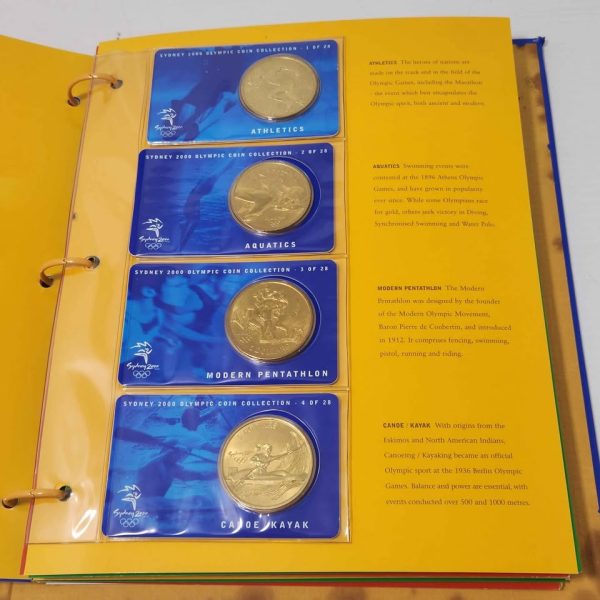 SYDNEY 2000 OLYMPIC COIN COLLECTION - 1 OF 28
Sydney 2000
ATHLETICS
ATHLETICS The heroes of nations are
made on the track and in the field of the
Olympic Games, including the Marathon
the event which best encapsulates the
Olympic spirit, both ancient and modern.
SYDNEY 2000 OLYMPIC COIN COLLECTION - 2 OF 28
Sydney 2000
AQUATICS
AQUATICS Swimming events were
contested at the 1896 Athens Olympic
Games, and have grown in popularity
ever since. While some Olympians race
for gold, others seek victory in Diving,
Synchronised Swimming and Water Polo.
SYDNEY 2000 OLYMPIC COIN COLLECTION - 3 OF 28
Sydney 2000
MODERN PENTATHLON
MODERN PENTATHLON The Modern
Pentathlon was designed by the founder
of the Modern Olympic Movement,
Baron Pierre de Coubertin, and introduced
in 1912. It comprises fencing, swimming,
pistol, running and riding.
SYDNEY 2000 OLYMPIC COIN COLLECTION - 4 OF 28
Sydney 2000
CANOE/KAYAK
CANOE / KAYAK With origins from the
Eskimos and North American Indians,
Canoeing / Kayaking became an official
Olympic sport at the 1936 Berlin Olympic
Games. Balance and power are essential, with
events conducted over 500 and 1000 metres.